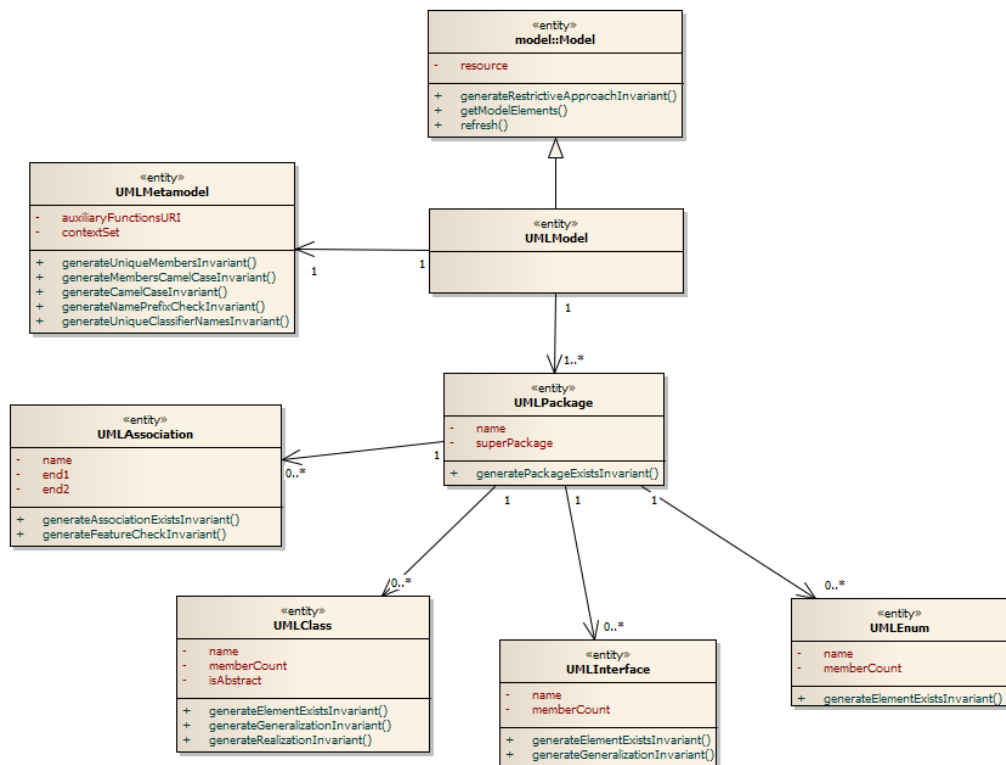 «entity»
model::Model
- resource
+ generateRestrictiveApproachInvariant()
+ getModelElements()
+ refresh()
«entity»
UMLMetamodel
- auxiliaryFunctionsURI
- contextSet
+ generateUniqueMembersInvariant()
+ generateMembersCamelCaseInvariant()
+ generateCamelCaseInvariant()
+ generateNamePrefixCheckInvariant()
+ generateUniqueClassifierNamesInvariant()
«entity»
UMLModel
1
1
1
1..*
«entity»
UMLPackage
- name
- superPackage
+ generatePackageExistsInvariant()
«entity»
UMLAssociation
- name
- end1
- end2
+ generateAssociationExistsInvariant()
+ generateFeatureCheckInvariant()
0..*
1
1
1
1
0..*
0..*
0..*
«entity»
UMLClass
- name
- memberCount
- isAbstract
+ generateElementExistsInvariant()
+ generateGeneralizationInvariant()
+ generateRealizationInvariant()
«entity»
UMLInterface
- name
- memberCount
+ generateElementExistsInvariant()
+ generateGeneralizationInvariant()
«entity»
UMLEnum
- name
- memberCount
+ generateElementExistsInvariant()